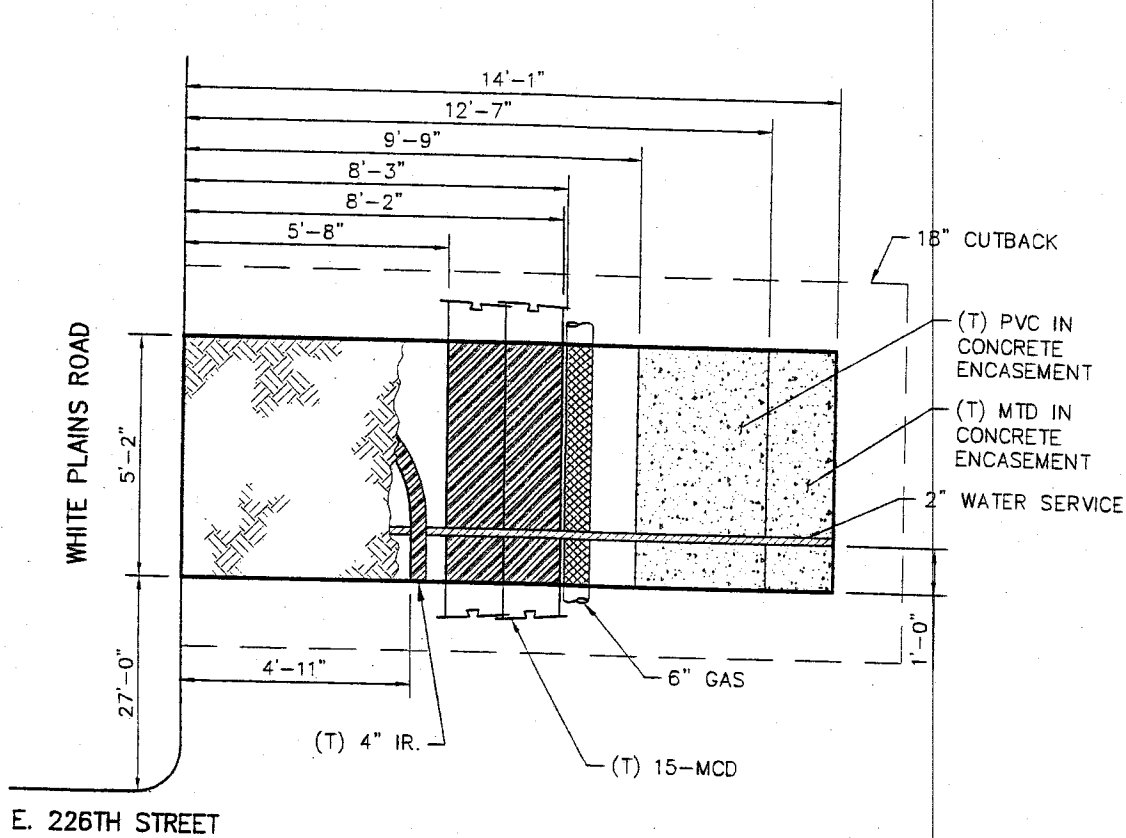 14'-1"
12'-7"
9'-9"
8'-3"
8'-2"
5'-8"
18" CUTBACK
(T) PVC IN
CONCRETE
ENCASEMENT
(T) MTD IN
CONCRETE
ENCASEMENT
2" WATER SERVICE
WHITE PLAINS ROAD
5'-2"
27'-0"
4'-11"
1'-0"
6" GAS
(T) 4" IR.
(T) 15-MCD
E. 226TH STREET